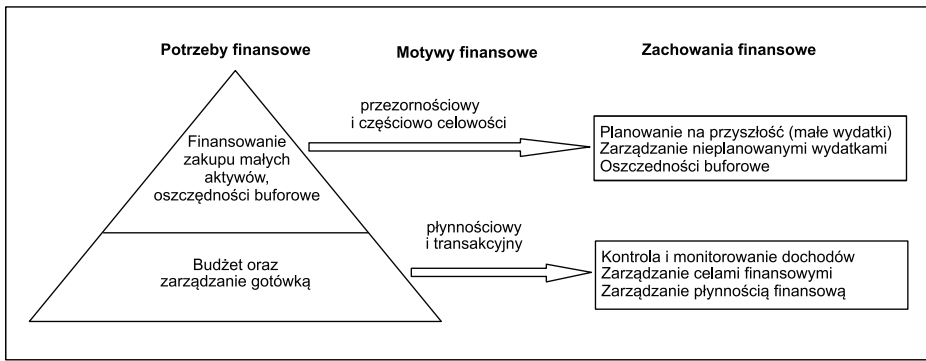 Potrzeby finansowe
Motywy finansowe
Zachowania finansowe
Finansowanie
zakupu małych
aktywów,
oszczędności buforowe
przezornościowy
i częściowo celowości
Planowanie na przyszłość (małe wydatki)
Zarządzanie nieplanowanymi wydatkami
Oszczedności buforowe
Budżet oraz
zarządzanie gotówką
płynnościowy
i transakcyjny
Kontrola i monitorowanie dochodów
Zarządzanie celami finansowymi
Zarządzanie płynnością finansową